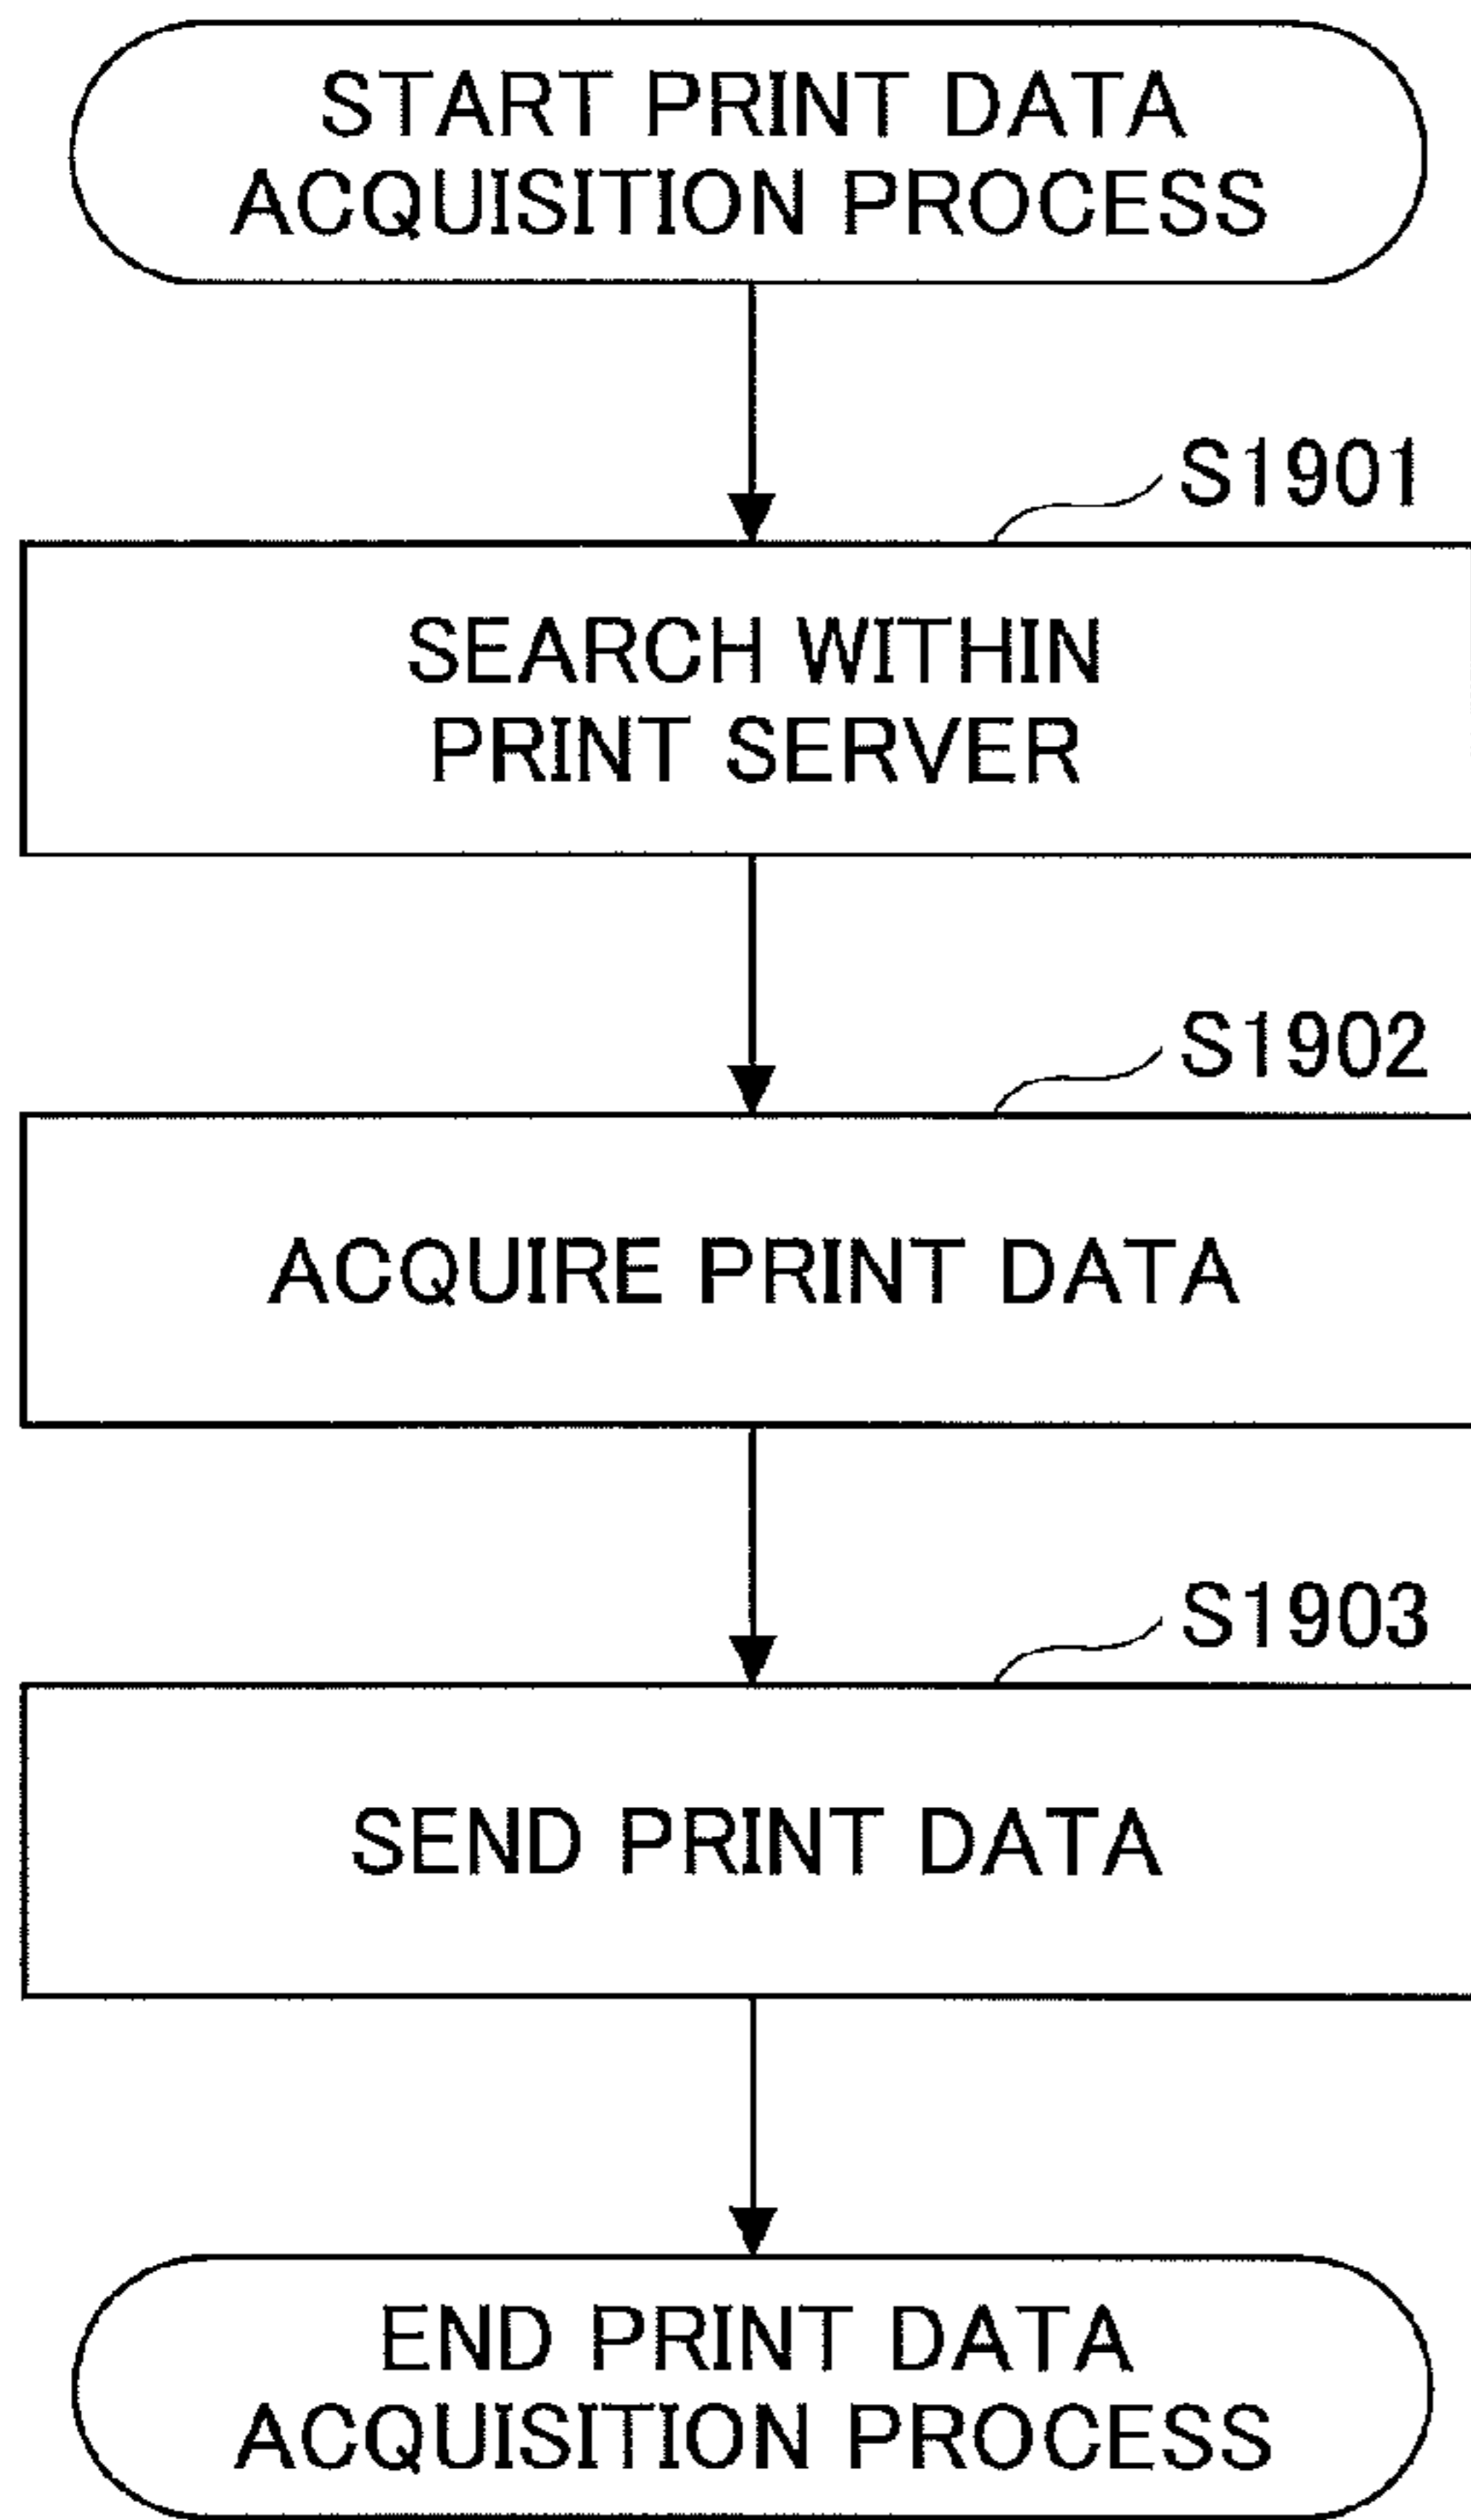 START PRINT DATA
ACQUISITION PROCESS
S1901
SEARCH WITHIN
PRINT SERVER
S1902
ACQUIRE PRINT DATA
S1903
SEND PRINT DATA
END PRINT DATA
ACQUISITION PROCESS